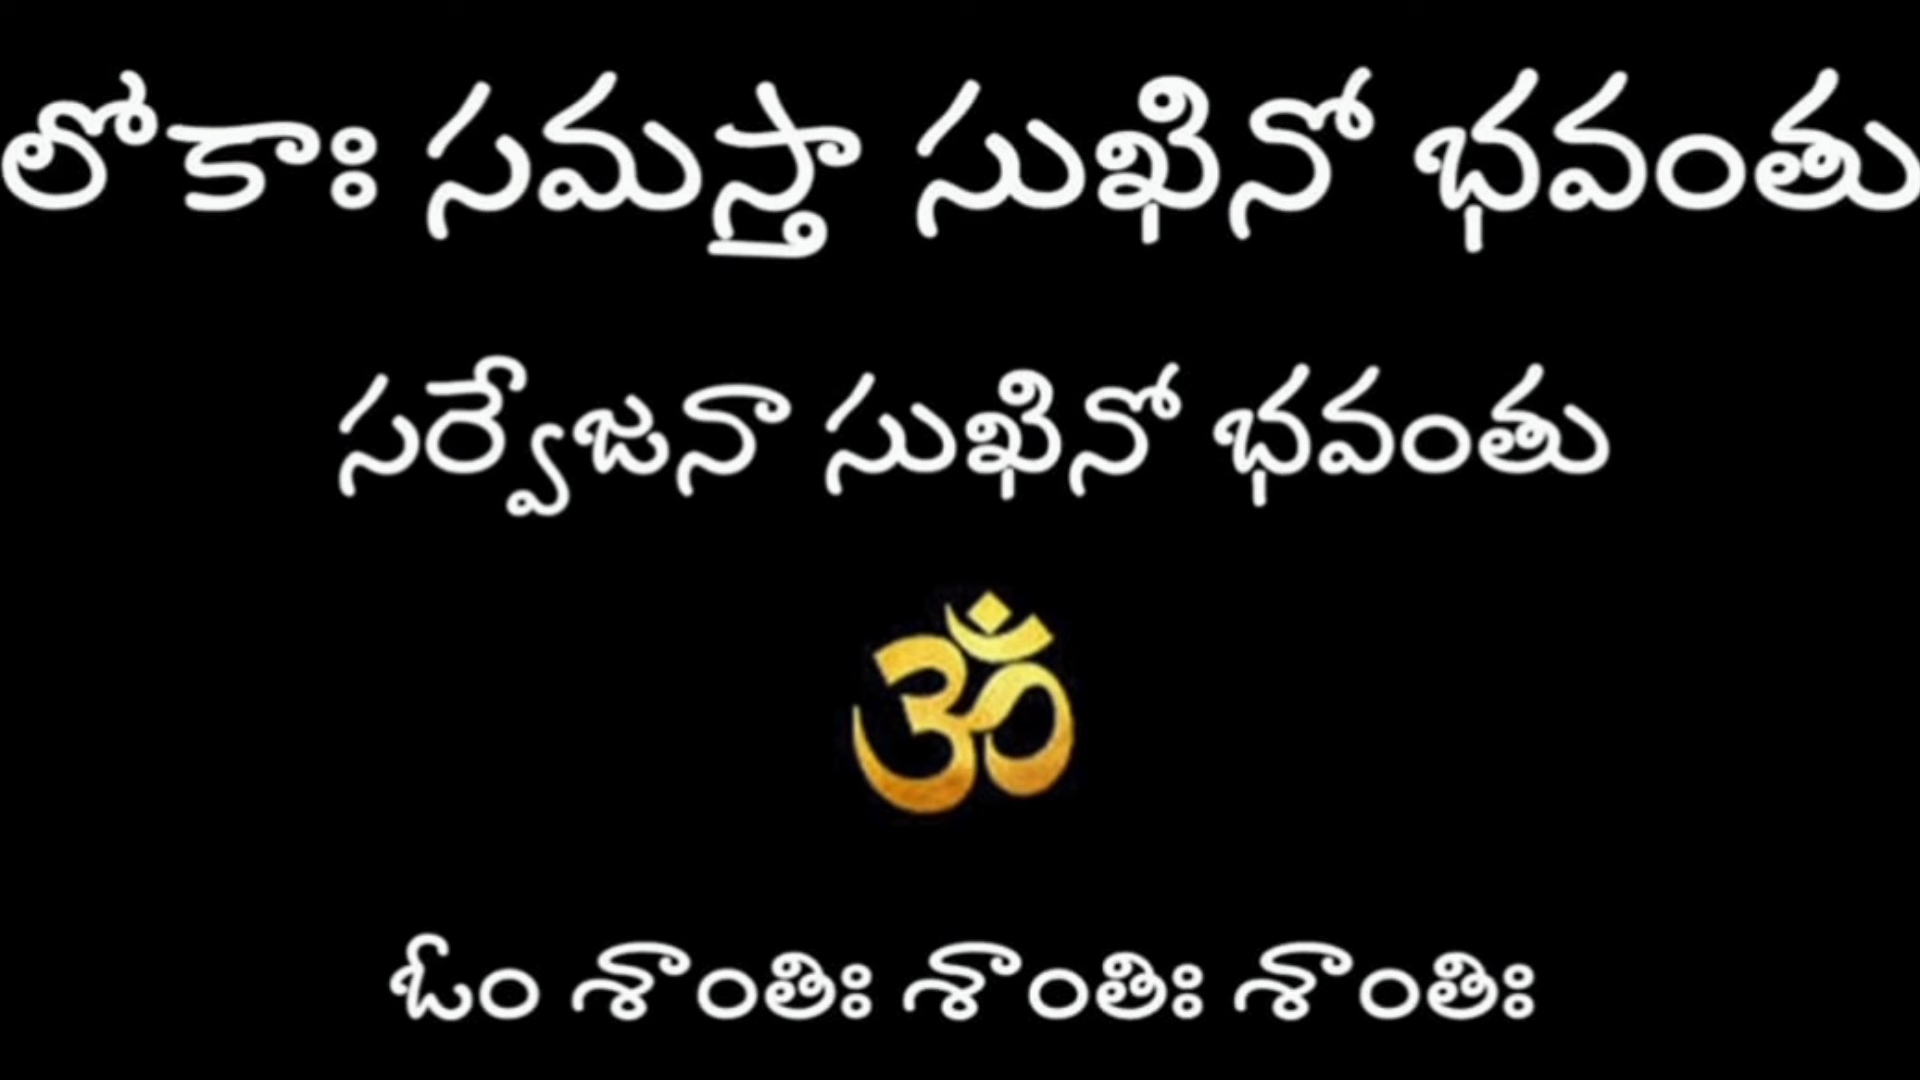 లోకాః సమస్తా సుఖినో భవంతు
సర్వేజనా సుఖినో భవంతు
ॐ
ఓం శాంతిః శాంతిః శాంతిః